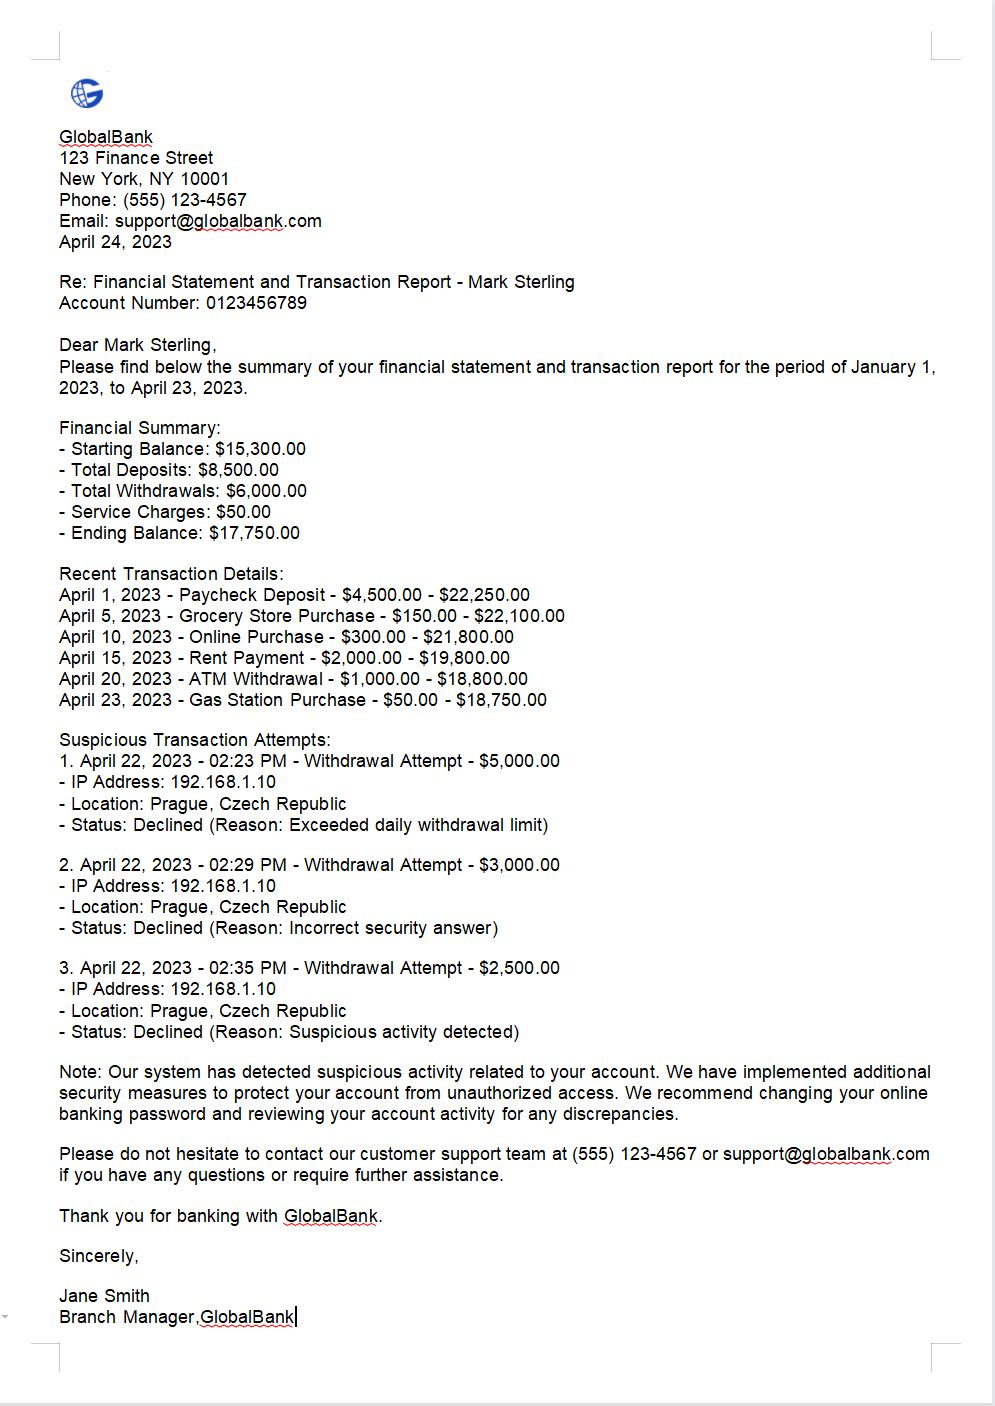 G
GlobalBank
123 Finance Street
New York, NY 10001
Phone: (555) 123-4567
Email: support@globalbank.com
April 24, 2023
Re: Financial Statement and Transaction Report - Mark Sterling
Account Number: 0123456789
Dear Mark Sterling,
Please find below the summary of your financial statement and transaction report for the period of January 1,
2023, to April 23, 2023.
Financial Summary:
- Starting Balance: $15,300.00
- Total Deposits: $8,500.00
- Total Withdrawals: $6,000.00
- Service Charges: $50.00
- Ending Balance: $17,750.00
Recent Transaction Details:
April 1, 2023 - Paycheck Deposit - $4,500.00 - $22,250.00
April 5, 2023 - Grocery Store Purchase - $150.00 - $22,100.00
April 10, 2023 - Online Purchase - $300.00 - $21,800.00
April 15, 2023 - Rent Payment - $2,000.00 - $19,800.00
April 20, 2023 - ATM Withdrawal - $1,000.00 - $18,800.00
April 23, 2023 - Gas Station Purchase - $50.00 - $18,750.00
Suspicious Transaction Attempts:
1. April 22, 2023 - 02:23 PM - Withdrawal Attempt - $5,000.00
- IP Address: 192.168.1.10
- Location: Prague, Czech Republic
- Status: Declined (Reason: Exceeded daily withdrawal limit)
2. April 22, 2023 - 02:29 PM - Withdrawal Attempt - $3,000.00
- IP Address: 192.168.1.10
- Location: Prague, Czech Republic
- Status: Declined (Reason: Incorrect security answer)
3. April 22, 2023 - 02:35 PM - Withdrawal Attempt - $2,500.00
- IP Address: 192.168.1.10
- Location: Prague, Czech Republic
- Status: Declined (Reason: Suspicious activity detected)
Note: Our system has detected suspicious activity related to your account. We have implemented additional
security measures to protect your account from unauthorized access. We recommend changing your online
banking password and reviewing your account activity for any discrepancies.
Please do not hesitate to contact our customer support team at (555) 123-4567 or support@globalbank.com
if you have any questions or require further assistance.
Thank you for banking with GlobalBank.
Sincerely,
Jane Smith
Branch Manager,GlobalBank